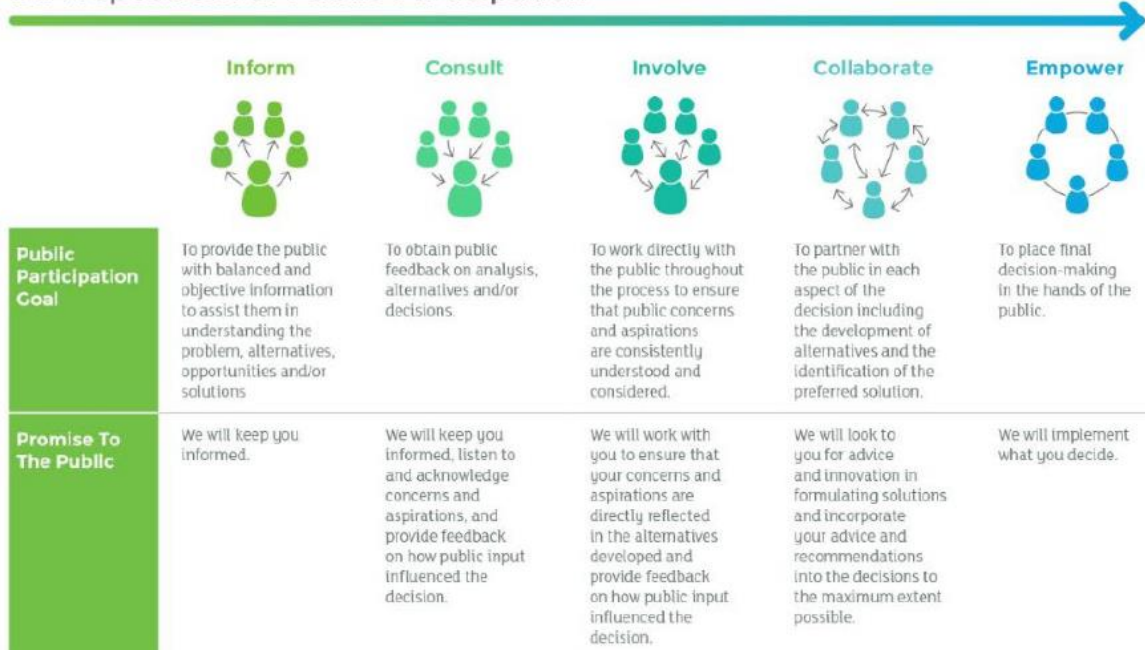 Inform
Consult
Involve
Collaborate
Empower
Public
Participation
Goal
To provide the public
with balanced and
objective information
to assist them in
understanding the
problem, alternatives,
opportunities and/or
solutions
To obtain public
feedback on analysis,
alternatives and/or
decisions.
To work directly with
the public throughout
the process to ensure
that public concerns
and aspirations
are consistently
understood and
considered.
To partner with
the public in each
aspect of the
decision including
the development of
alternatives and the
identification of the
preferred solution.
To place final
decision-making
in the hands of the
public.
Promise To
The Public
We will keep you
informed.
We will keep you
informed, listen to
and acknowledge
concerns and
aspirations, and
provide feedback
on how public input
influenced the
decision.
We will work with
you to ensure that
your concerns and
aspirations are
directly reflected
in the alternatives
developed and
provide feedback
on how public input
influenced the
decision.
We will look to
you for advice
and innovation in
formulating solutions
and incorporate
your advice and
recommendations
into the decisions to
the maximum extent
possible.
We will implement
what you decide.